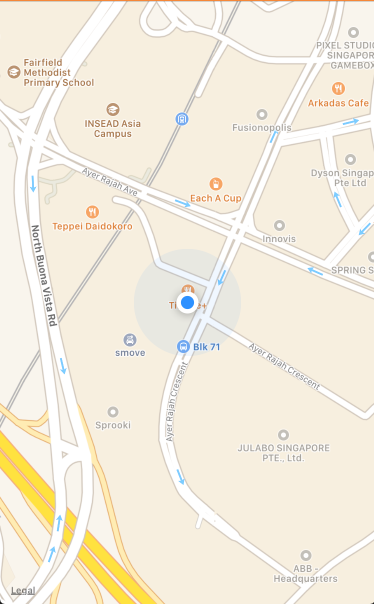 PIXEL STUDIO
SINGAPOR
GAMEBOX
Fairfield
Methodist
Primary School
Arkadas Cafe
INSEAD Asia
Campus
Fusionopolis
Dyson Singap
Pte Ltd
Ayer Rajah Ave
Each A Cup
Teppei Daidokoro
Innovis
North Buona Vista Rd
SPRING S
Blk 71
smove
Ayer Rajah Crescent
Ayer Rajah Crescent
Sprooki
JULABO SINGAPORE
PTE., Ltd.
ABB -
Headquarters
Legal